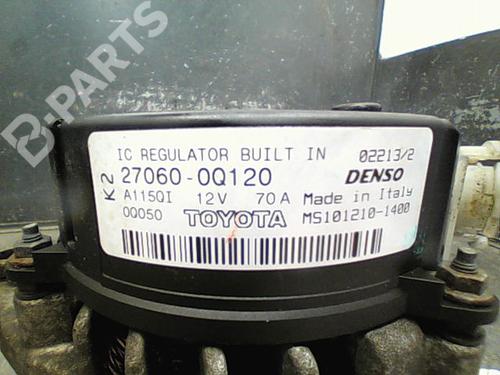 B-PARTS
IC REGULATOR BUILT IN 02213/2
K2 27060-0Q120 DENSO
A115QI 12V 70A Made in Italy
0Q050 TOYOTA MS101210-1400